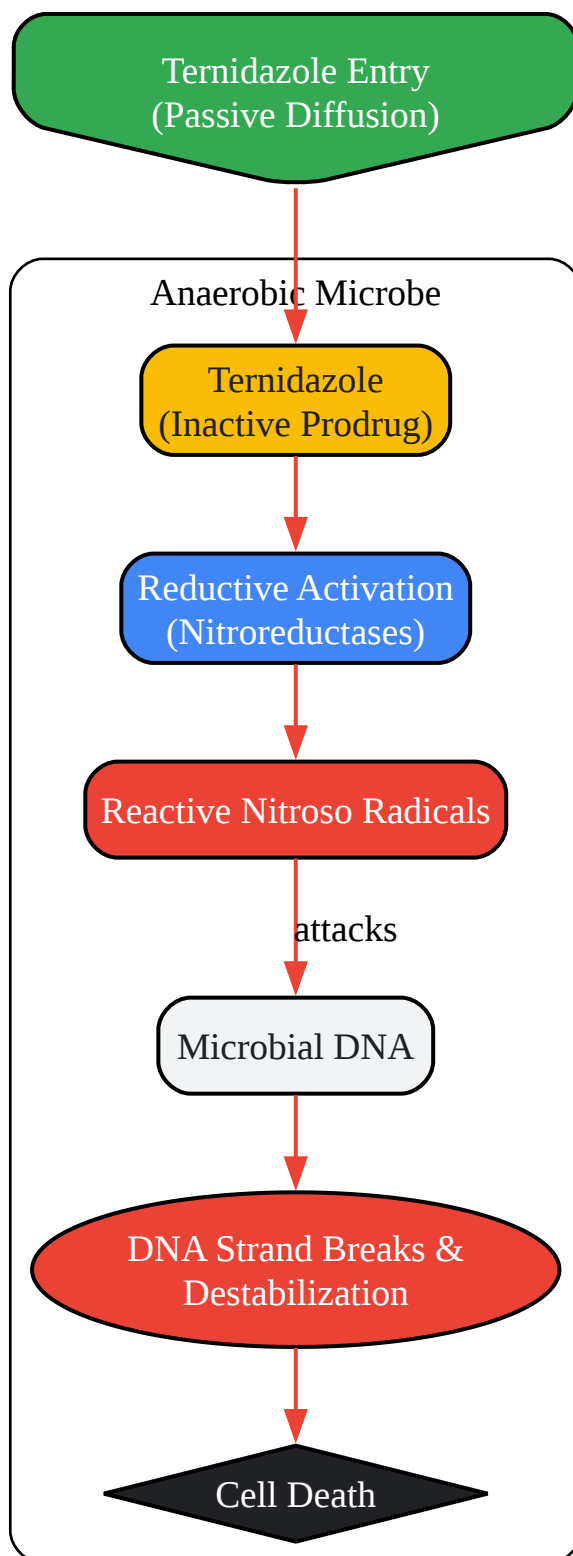 Ternidazole Entry
(Passive Diffusion)
Anaerobic Microbe
Ternidazole
(Inactive Prodrug)
Reductive Activation
(Nitroreductases)
Reactive Nitroso Radicals
attacks
Microbial DNA
DNA Strand Breaks &
Destabilization
Cell Death